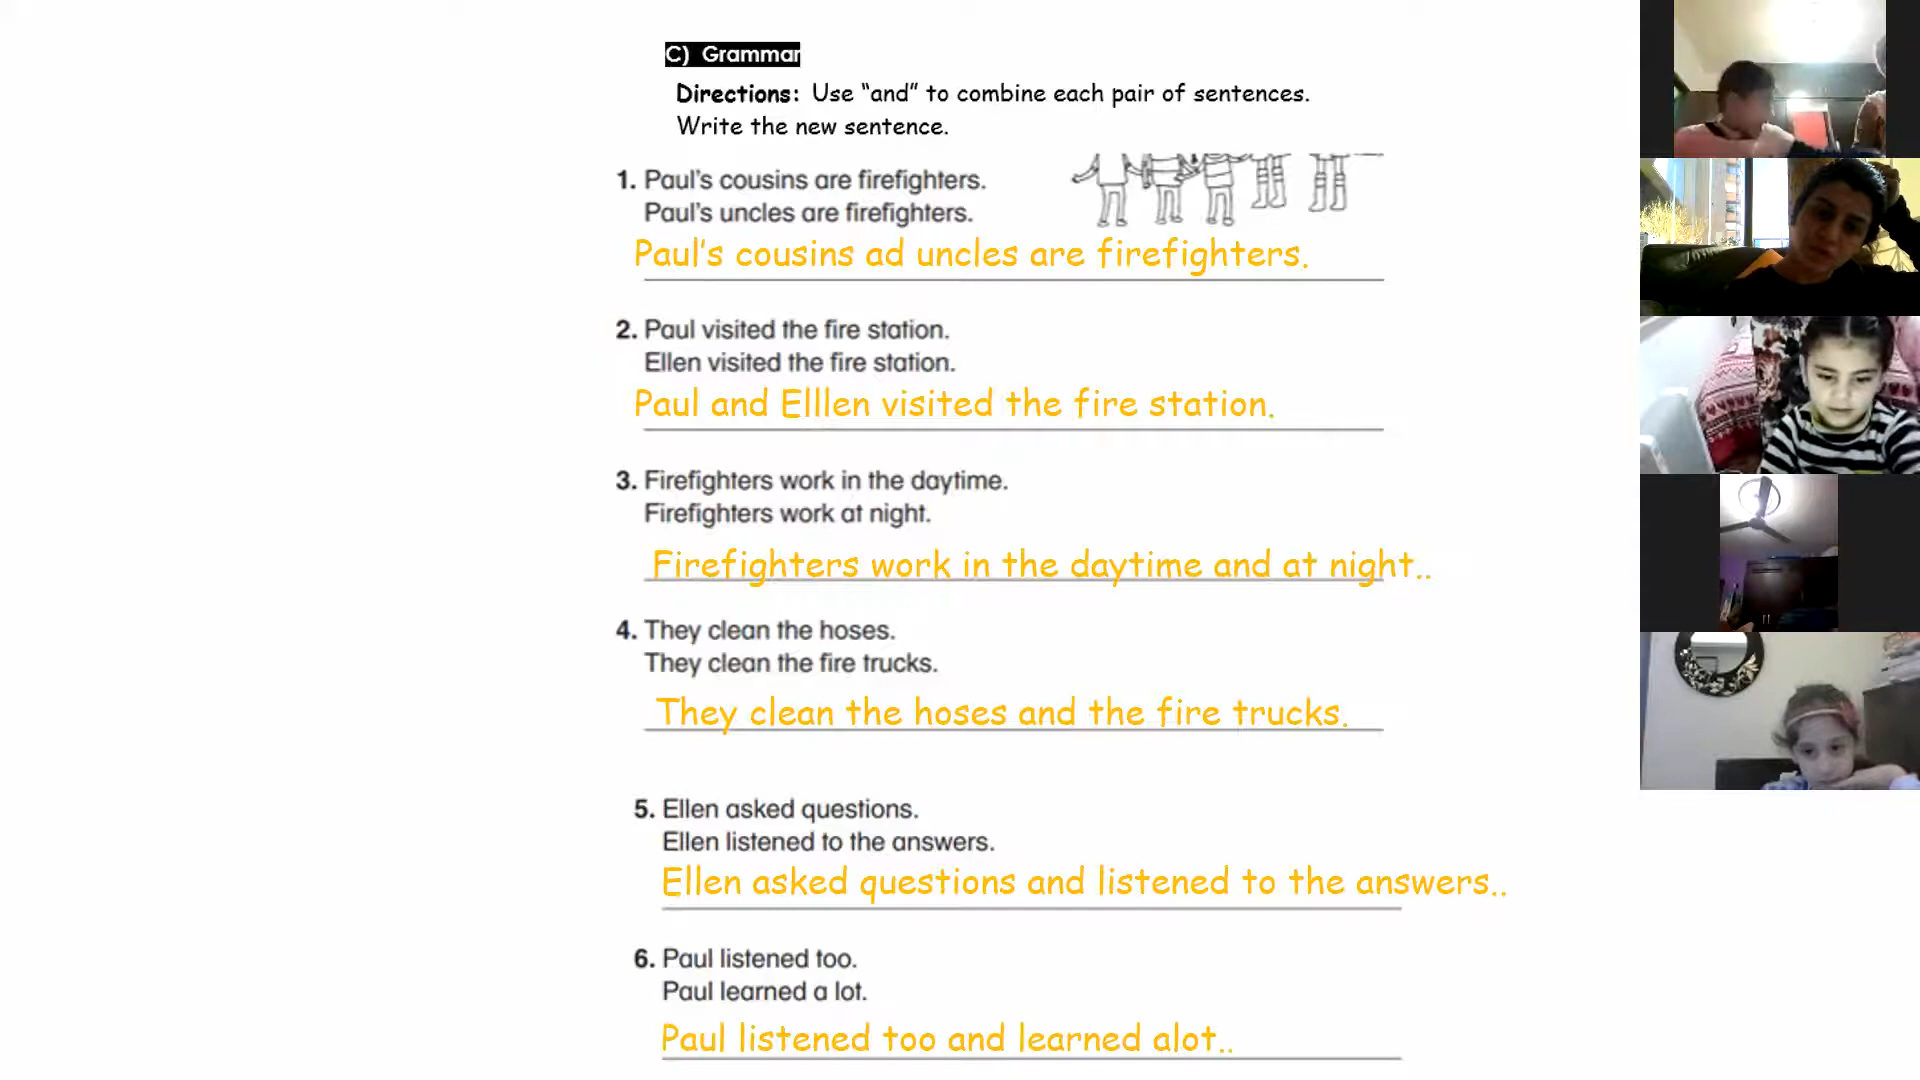 C) Grammar
Directions: Use “and” to combine each pair of sentences.
Write the new sentence.
1. Paul’s cousins are firefighters.
Paul’s uncles are firefighters.
Paul’s cousins ad uncles are firefighters.
2. Paul visited the fire station.
Ellen visited the fire station.
Paul and Elllen visited the fire station.
3. Firefighters work in the daytime.
Firefighters work at night.
Firefighters work in the daytime and at night..
4. They clean the hoses.
They clean the fire trucks.
They clean the hoses and the fire trucks.
5. Ellen asked questions.
Ellen listened to the answers.
Ellen asked questions and listened to the answers..
6. Paul listened too.
Paul learned a lot.
Paul listened too and learned alot..